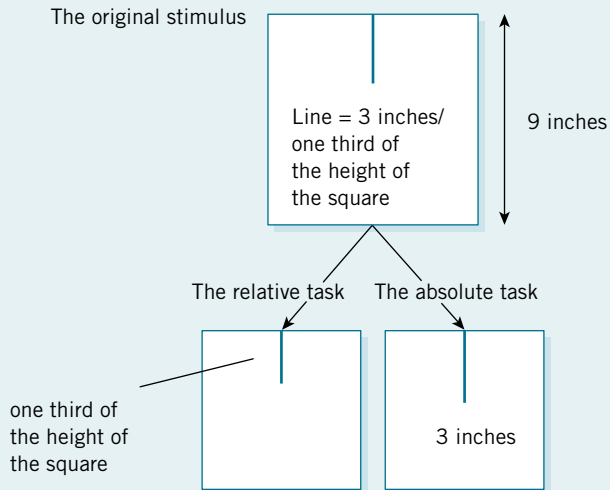 The original stimulus
Line = 3 inches/
one third of
the height of
the square
9 inches
The relative task
The absolute task
one third of
the height of
the square
3 inches